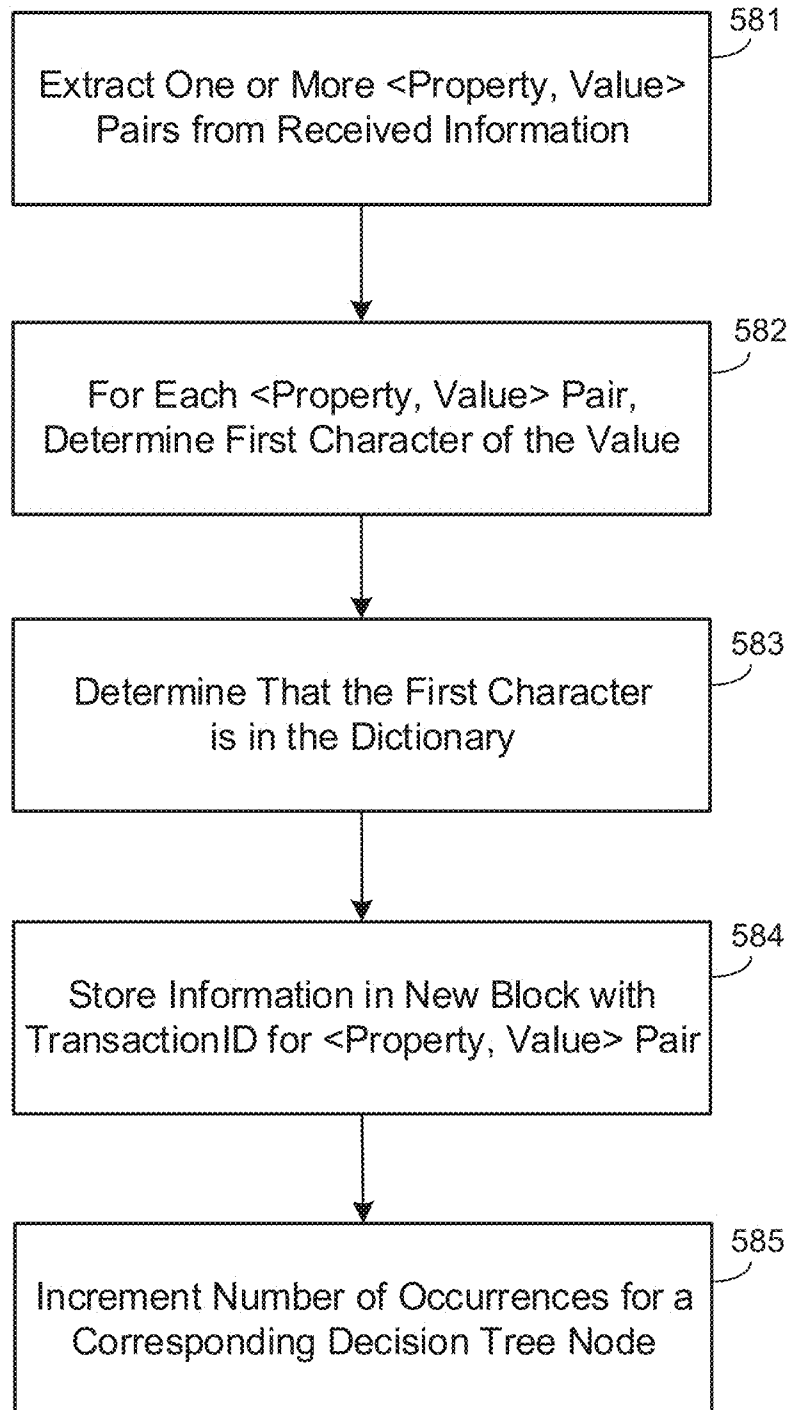 581
Extract One or More <Property, Value>
Pairs from Received Information
582
For Each <Property, Value> Pair,
Determine First Character of the Value
583
Determine That the First Character
is in the Dictionary
584
Store Information in New Block with
TransactionID for <Property, Value> Pair
585
Increment Number of Occurrences for a
Corresponding Decision Tree Node